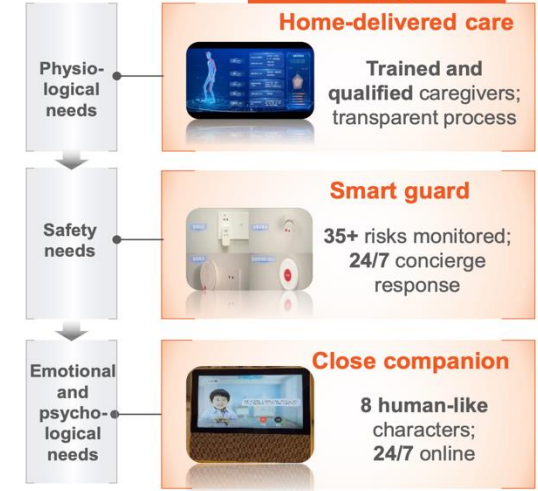 Home-delivered care
Physio-
logical
needs
Trained and
qualified caregivers;
transparent process
Smart guard
Safety
needs
35+ risks monitored;
24/7 concierge
response
Close companion
Emotional
and
psycho-
logical
needs
8 human-like
characters;
24/7 online